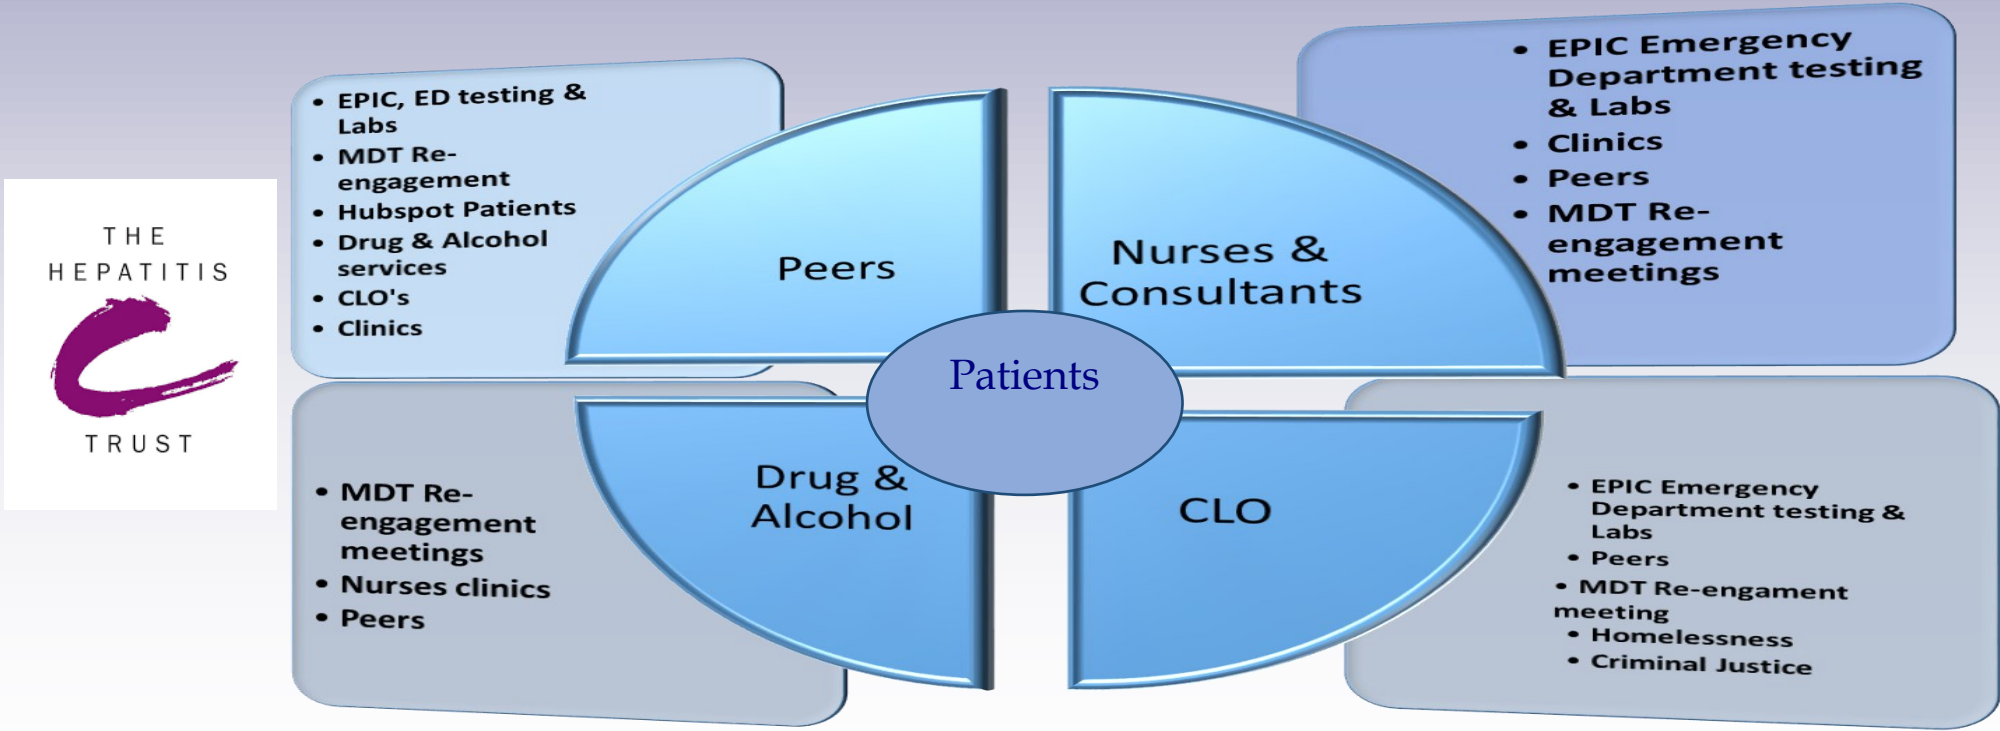 THE
HEPATITIS
TRUST
• EPIC, ED testing &
Labs
• MDT Re-
engagement
• Hubspot Patients
• Drug & Alcohol
services
• CLO's
• Clinics
Peers
Nurses &
Consultants
• EPIC Emergency
Department testing
& Labs
• Clinics
• Peers
• MDT Re-
engagement
meetings
Patients
• MDT Re-
engagement
meetings
• Nurses clinics
• Peers
Drug &
Alcohol
CLO
• EPIC Emergency
Department testing &
Labs
• Peers
• MDT Re-engament
meeting
• Homelessness
• Criminal Justice